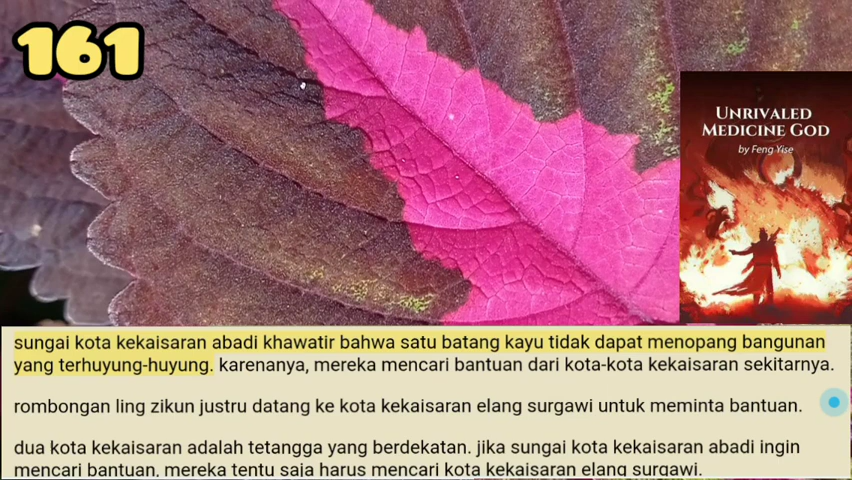 161
UNRIVALED
MEDICINE GOD
by Feng Yise
sungai kota kekaisaran abadi khawatir bahwa satu batang kayu tidak dapat menopang bangunan
yang terhuyung-huyung. karenanya, mereka mencari bantuan dari kota-kota kekaisaran sekitarnya.
rombongan ling zikun justru datang ke kota kekaisaran elang surgawi untuk meminta bantuan.
dua kota kekaisaran adalah tetangga yang berdekatan. jika sungai kota kekaisaran abadi ingin
mencari bantuan, mereka tentu saja harus mencari kota kekaisaran elang surgawi.